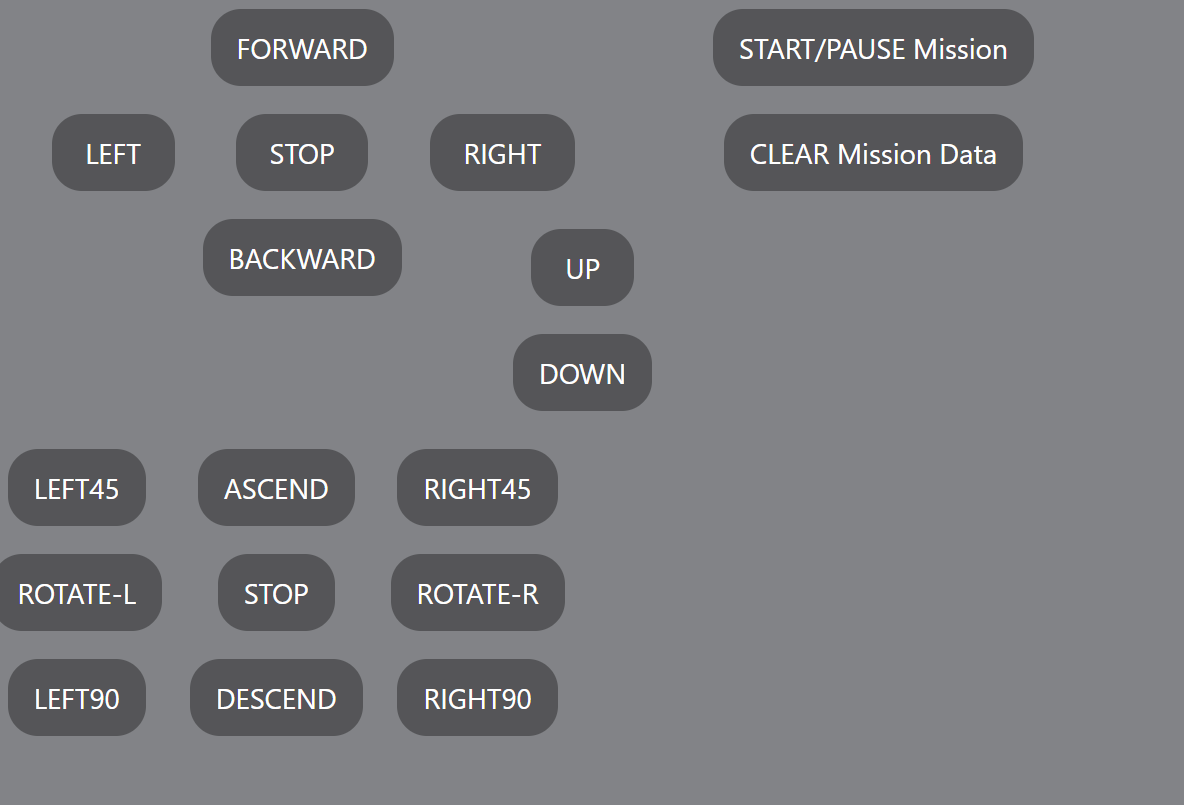 FORWARD
START/PAUSE Mission
LEFT
STOP
RIGHT
CLEAR Mission Data
BACKWARD
UP
DOWN
LEFT45
ASCEND
RIGHT45
ROTATE-L
STOP
ROTATE-R
LEFT90
DESCEND
RIGHT90